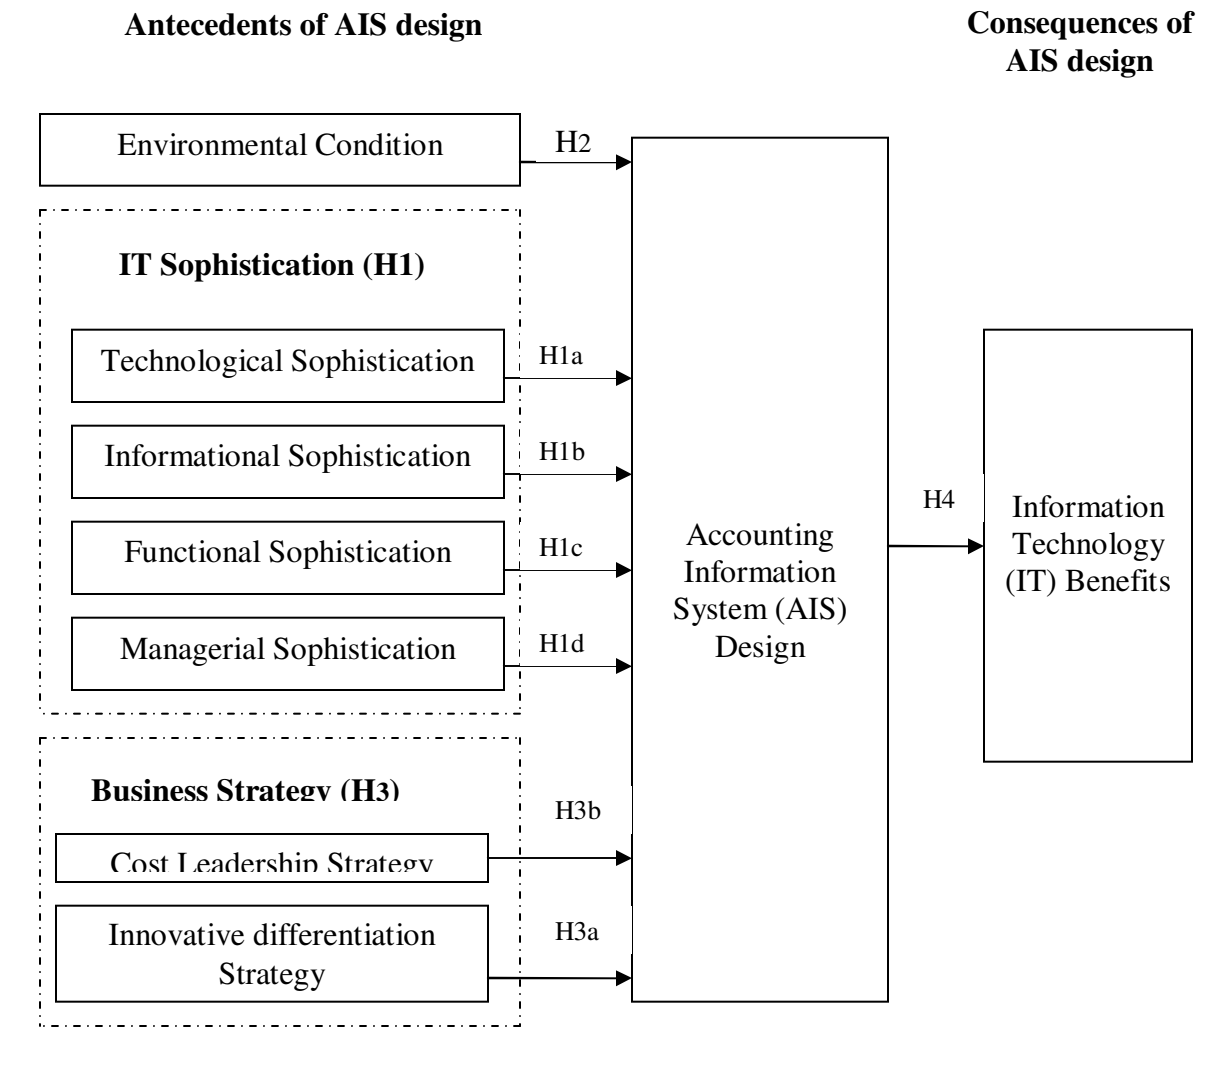 Antecedents of AIS design
Consequences of
AIS design
Environmental Condition
H2
IT Sophistication (H1)
Technological Sophistication
H1a
Informational Sophistication
H1b
Functional Sophistication
H1c
Managerial Sophistication
H1d
Business Strategy (H3)
Cost Leadership Strategy
H3b
Innovative differentiation
Strategy
H3a
Accounting
Information
System (AIS)
Design
H4
Information
Technology
(IT) Benefits